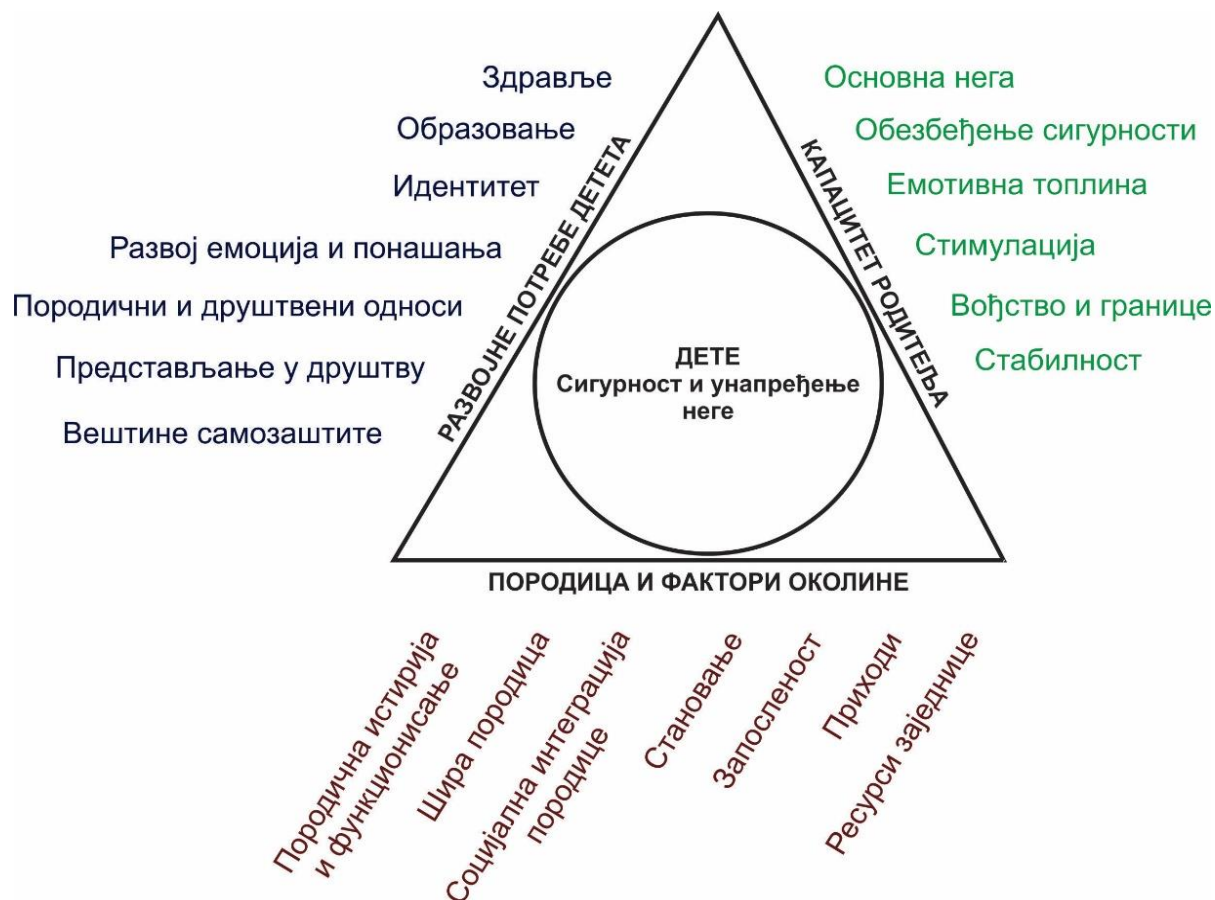 Здравље
Образовање
Идентитет
Развој емоција и понашања
Породични и друштвени односи
Представљање у друштву
Вештине самозаштите
РАЗВОЈНЕ ПОТРЕБЕ ДЕТЕТА
ДЕТЕ
Сигурност и унапређење
неге
КАПАЦИТЕТ РОДИТЕЉА
Основна нега
Обезбеђење сигурности
Емотивна топлина
Стимулација
Вођство и границе
Стабилност
ПОРОДИЦА И ФАКТОРИ ОКОЛИНЕ
Породична истирија
и функционисање
Шира породица
Социјална интеграција
породице
Становање
Запосленост
Приходи
Ресурси заједнице